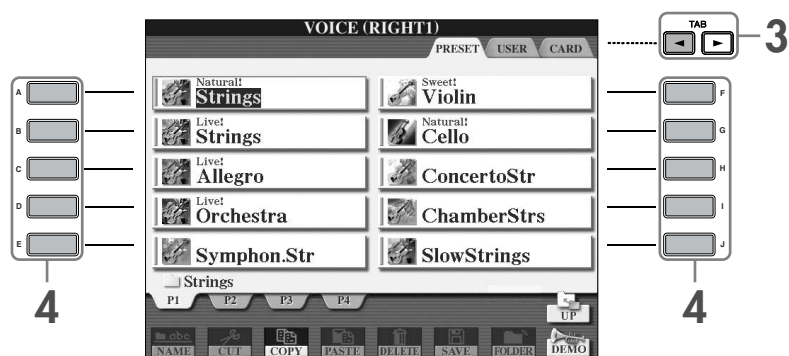 VOICE (RIGHT1)
TAB
3
PRESET USER CARD
A
Natural!
Strings
Sweet!
Violin
F
B
Live!
Strings
Natural!
Cello
G
C
Live!
Allegro
ConcertoStr
H
D
Live!
Orchestra
ChamberStrs
I
E
Symphon.Str
SlowStrings
J
4
Strings
4
P1 P2 P3 P4
UP
abc
NAME CUT COPY PASTE DELETE SAVE FOLDER DEMO